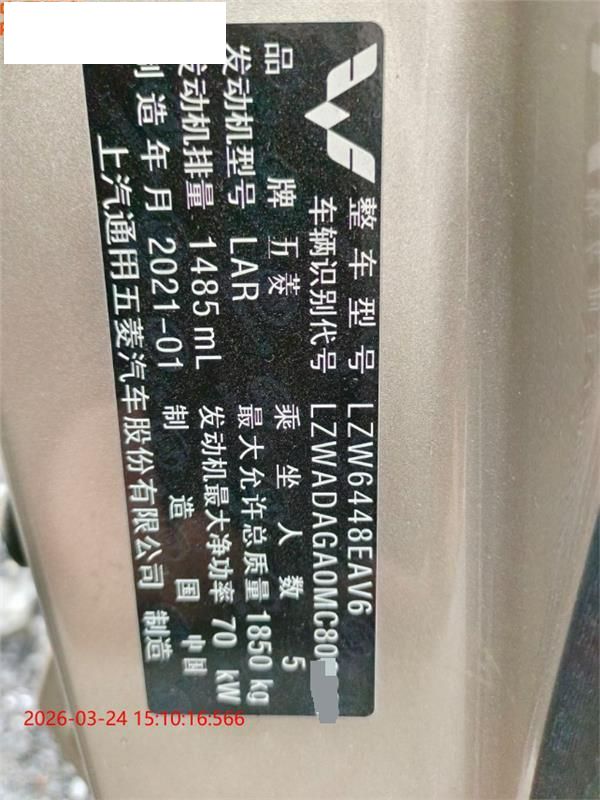 整车型号 LZW6448EAV6
车辆识别代号 LZWADAGA0MC80
品牌 五菱 乘坐人数 5
发动机型号 LAR 最大允许总质量 1850 kg
发动机排量 1485 mL 发动机最大净功率 70 kW
制造年月 2021-01 制造国 中国
上汽通用五菱汽车股份有限公司 制造
2026-03-24 15:10:16:566